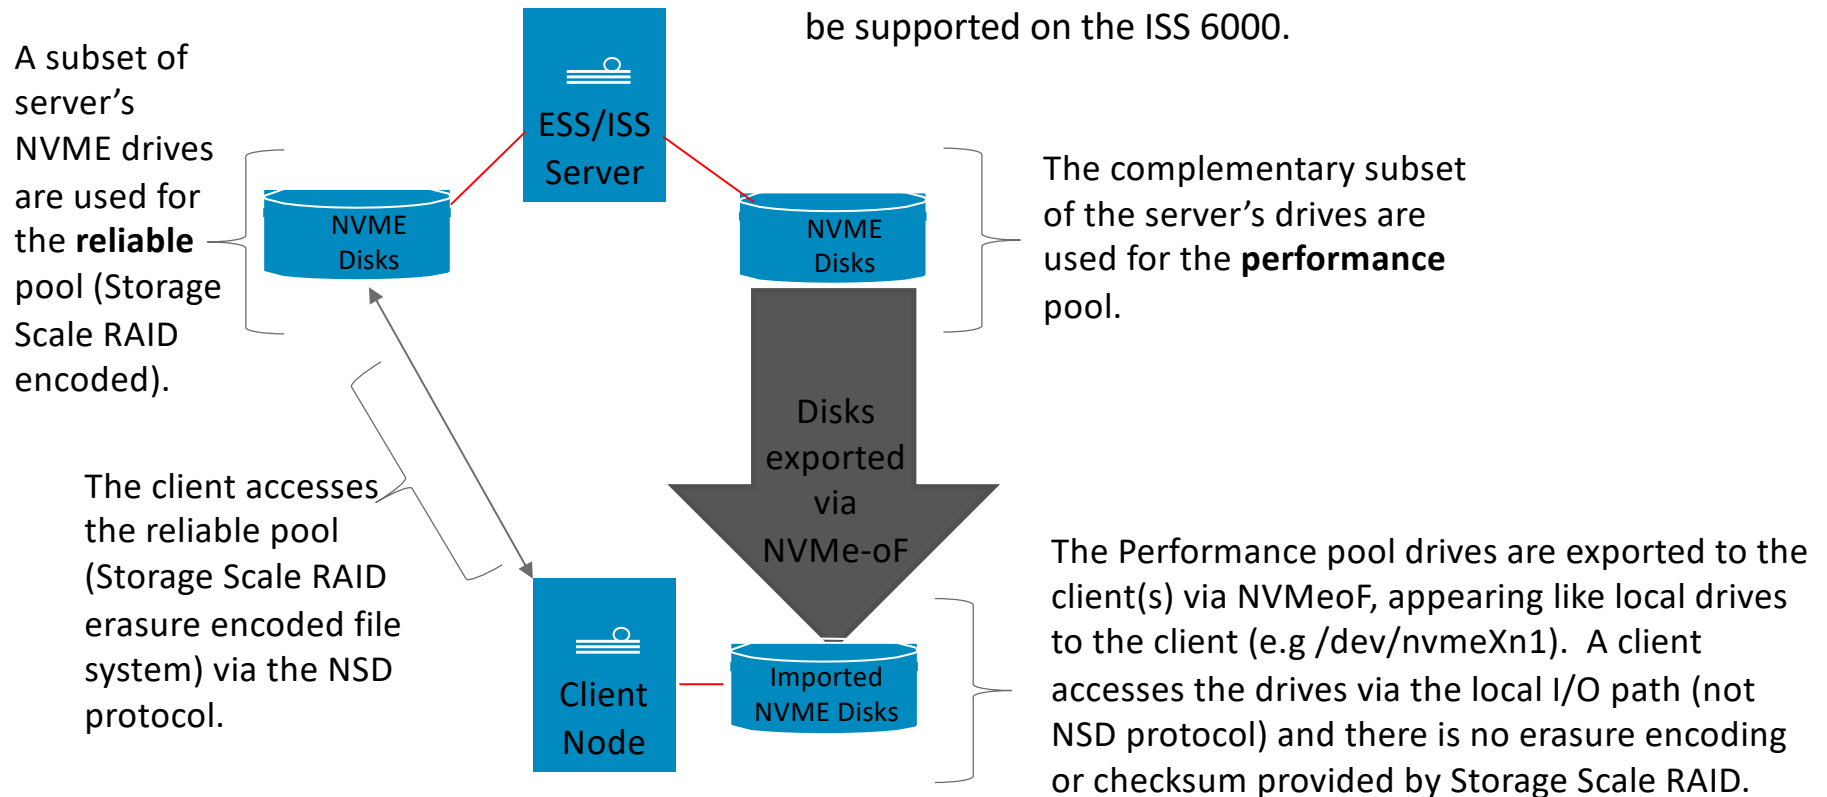 be supported on the ISS 6000.
A subset of
server’s
NVME drives
are used for
the reliable
pool (Storage
Scale RAID
encoded).
ESS/ISS
Server
NVME
Disks
NVME
Disks
The complementary subset
of the server’s drives are
used for the performance
pool.
Disks
exported
via
NVMe-oF
The client accesses
the reliable pool
(Storage Scale RAID
erasure encoded file
system) via the NSD
protocol.
Client
Node
Imported
NVME Disks
The Performance pool drives are exported to the
client(s) via NVMeoF, appearing like local drives
to the client (e.g /dev/nvmeXn1).  A client
accesses the drives via the local I/O path (not
NSD protocol) and there is no erasure encoding
or checksum provided by Storage Scale RAID.